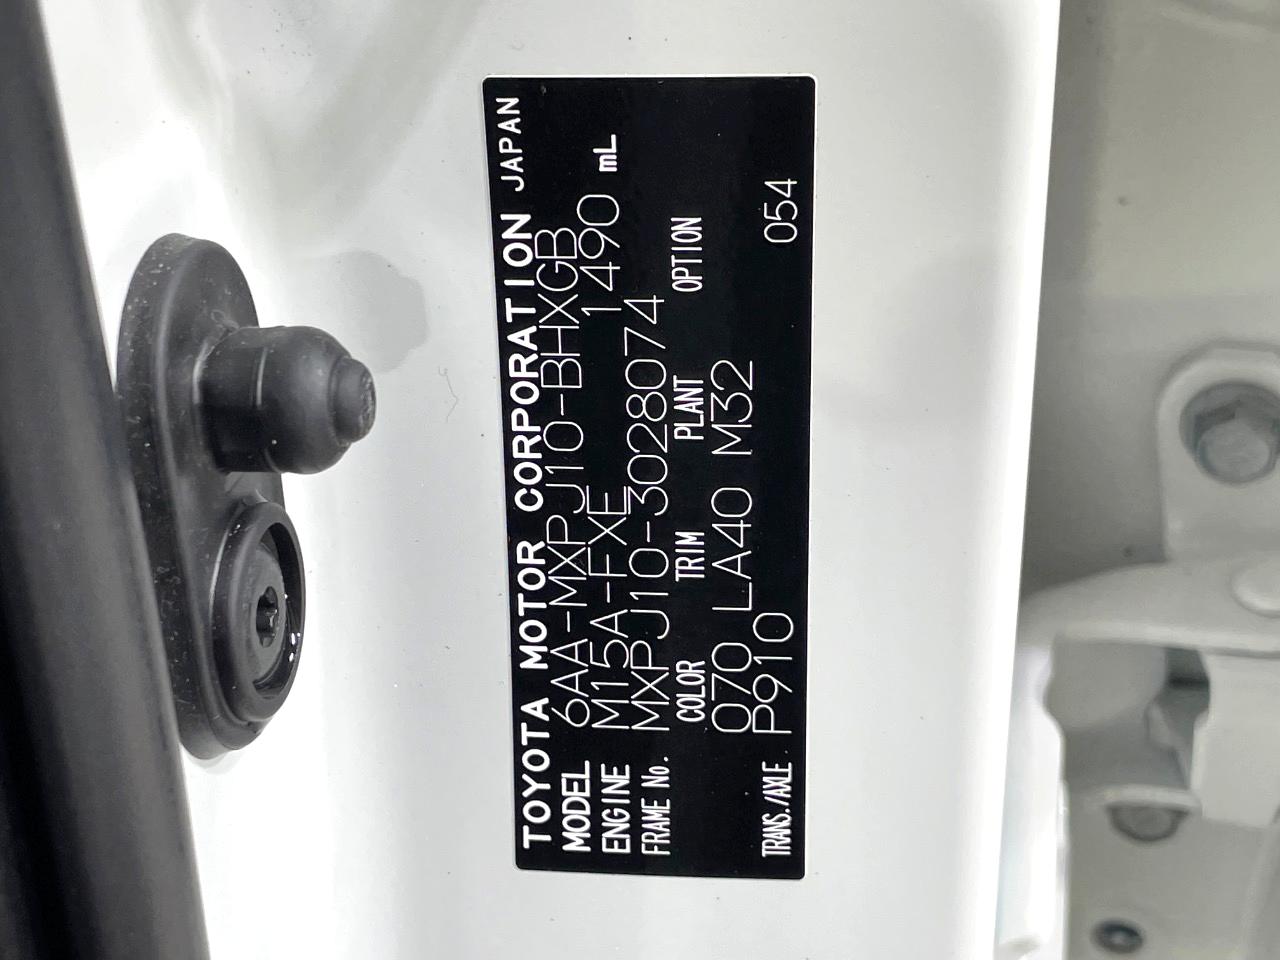 TOYOTA MOTOR CORPORATION JAPAN
MODEL 6AA-MXPJ10-BHXGB
ENGINE M15A-FXE 1490 mL
FRAME No. MXPJ10-3028074
COLOR TRIM PLANT OPTION
070 LA40 M32
TRANS./AXLE P910 054